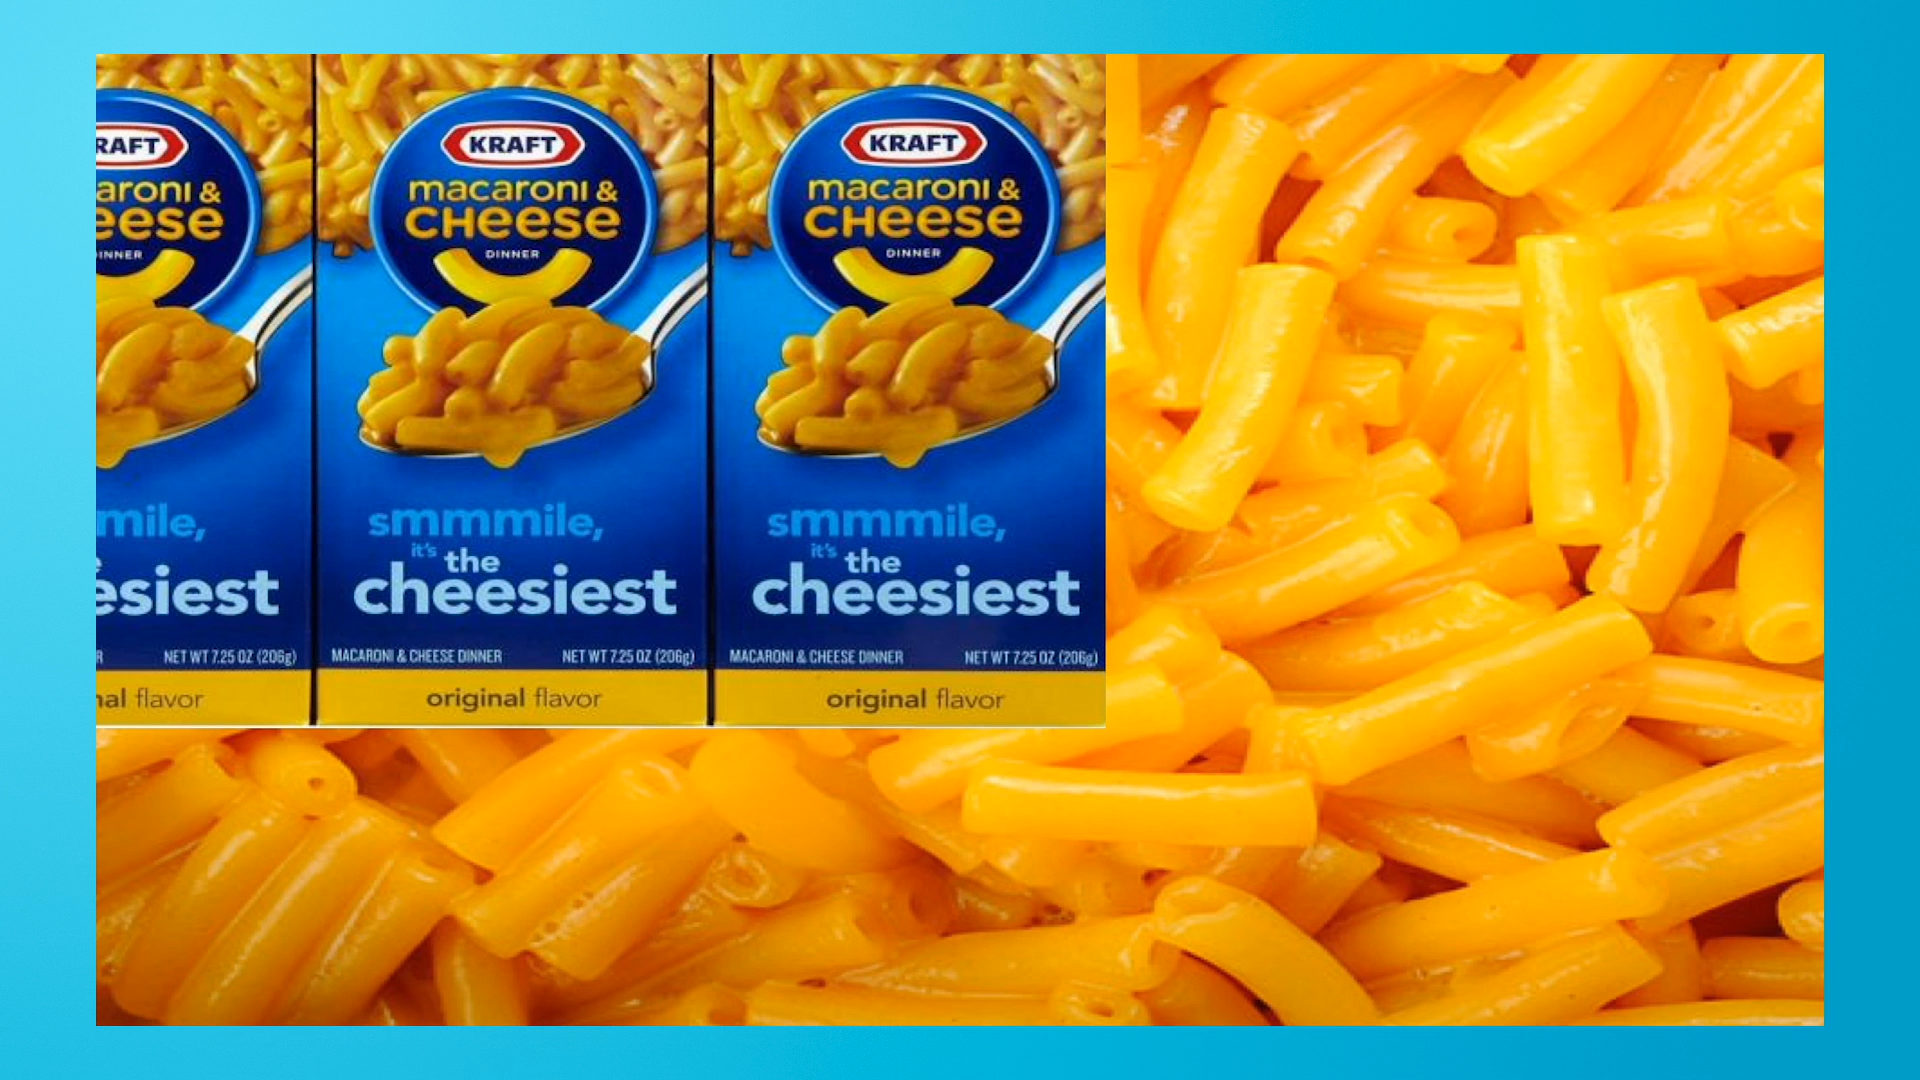 RAFT
aroni &
eese
INNER
mile,
esiest
R
NET WT 7.25 OZ (206g)
nal flavor
KRAFT
macaroni &
CHeese
DINNER
smmmile,
it's the
cheesiest
MACARONI & CHEESE DINNER NET WT 7.25 OZ (206g)
original flavor
KRAFT
macaroni &
CHeese
DINNER
smmmile,
it's the
cheesiest
MACARONI & CHEESE DINNER NET WT 7.25 OZ (206g)
original flavor